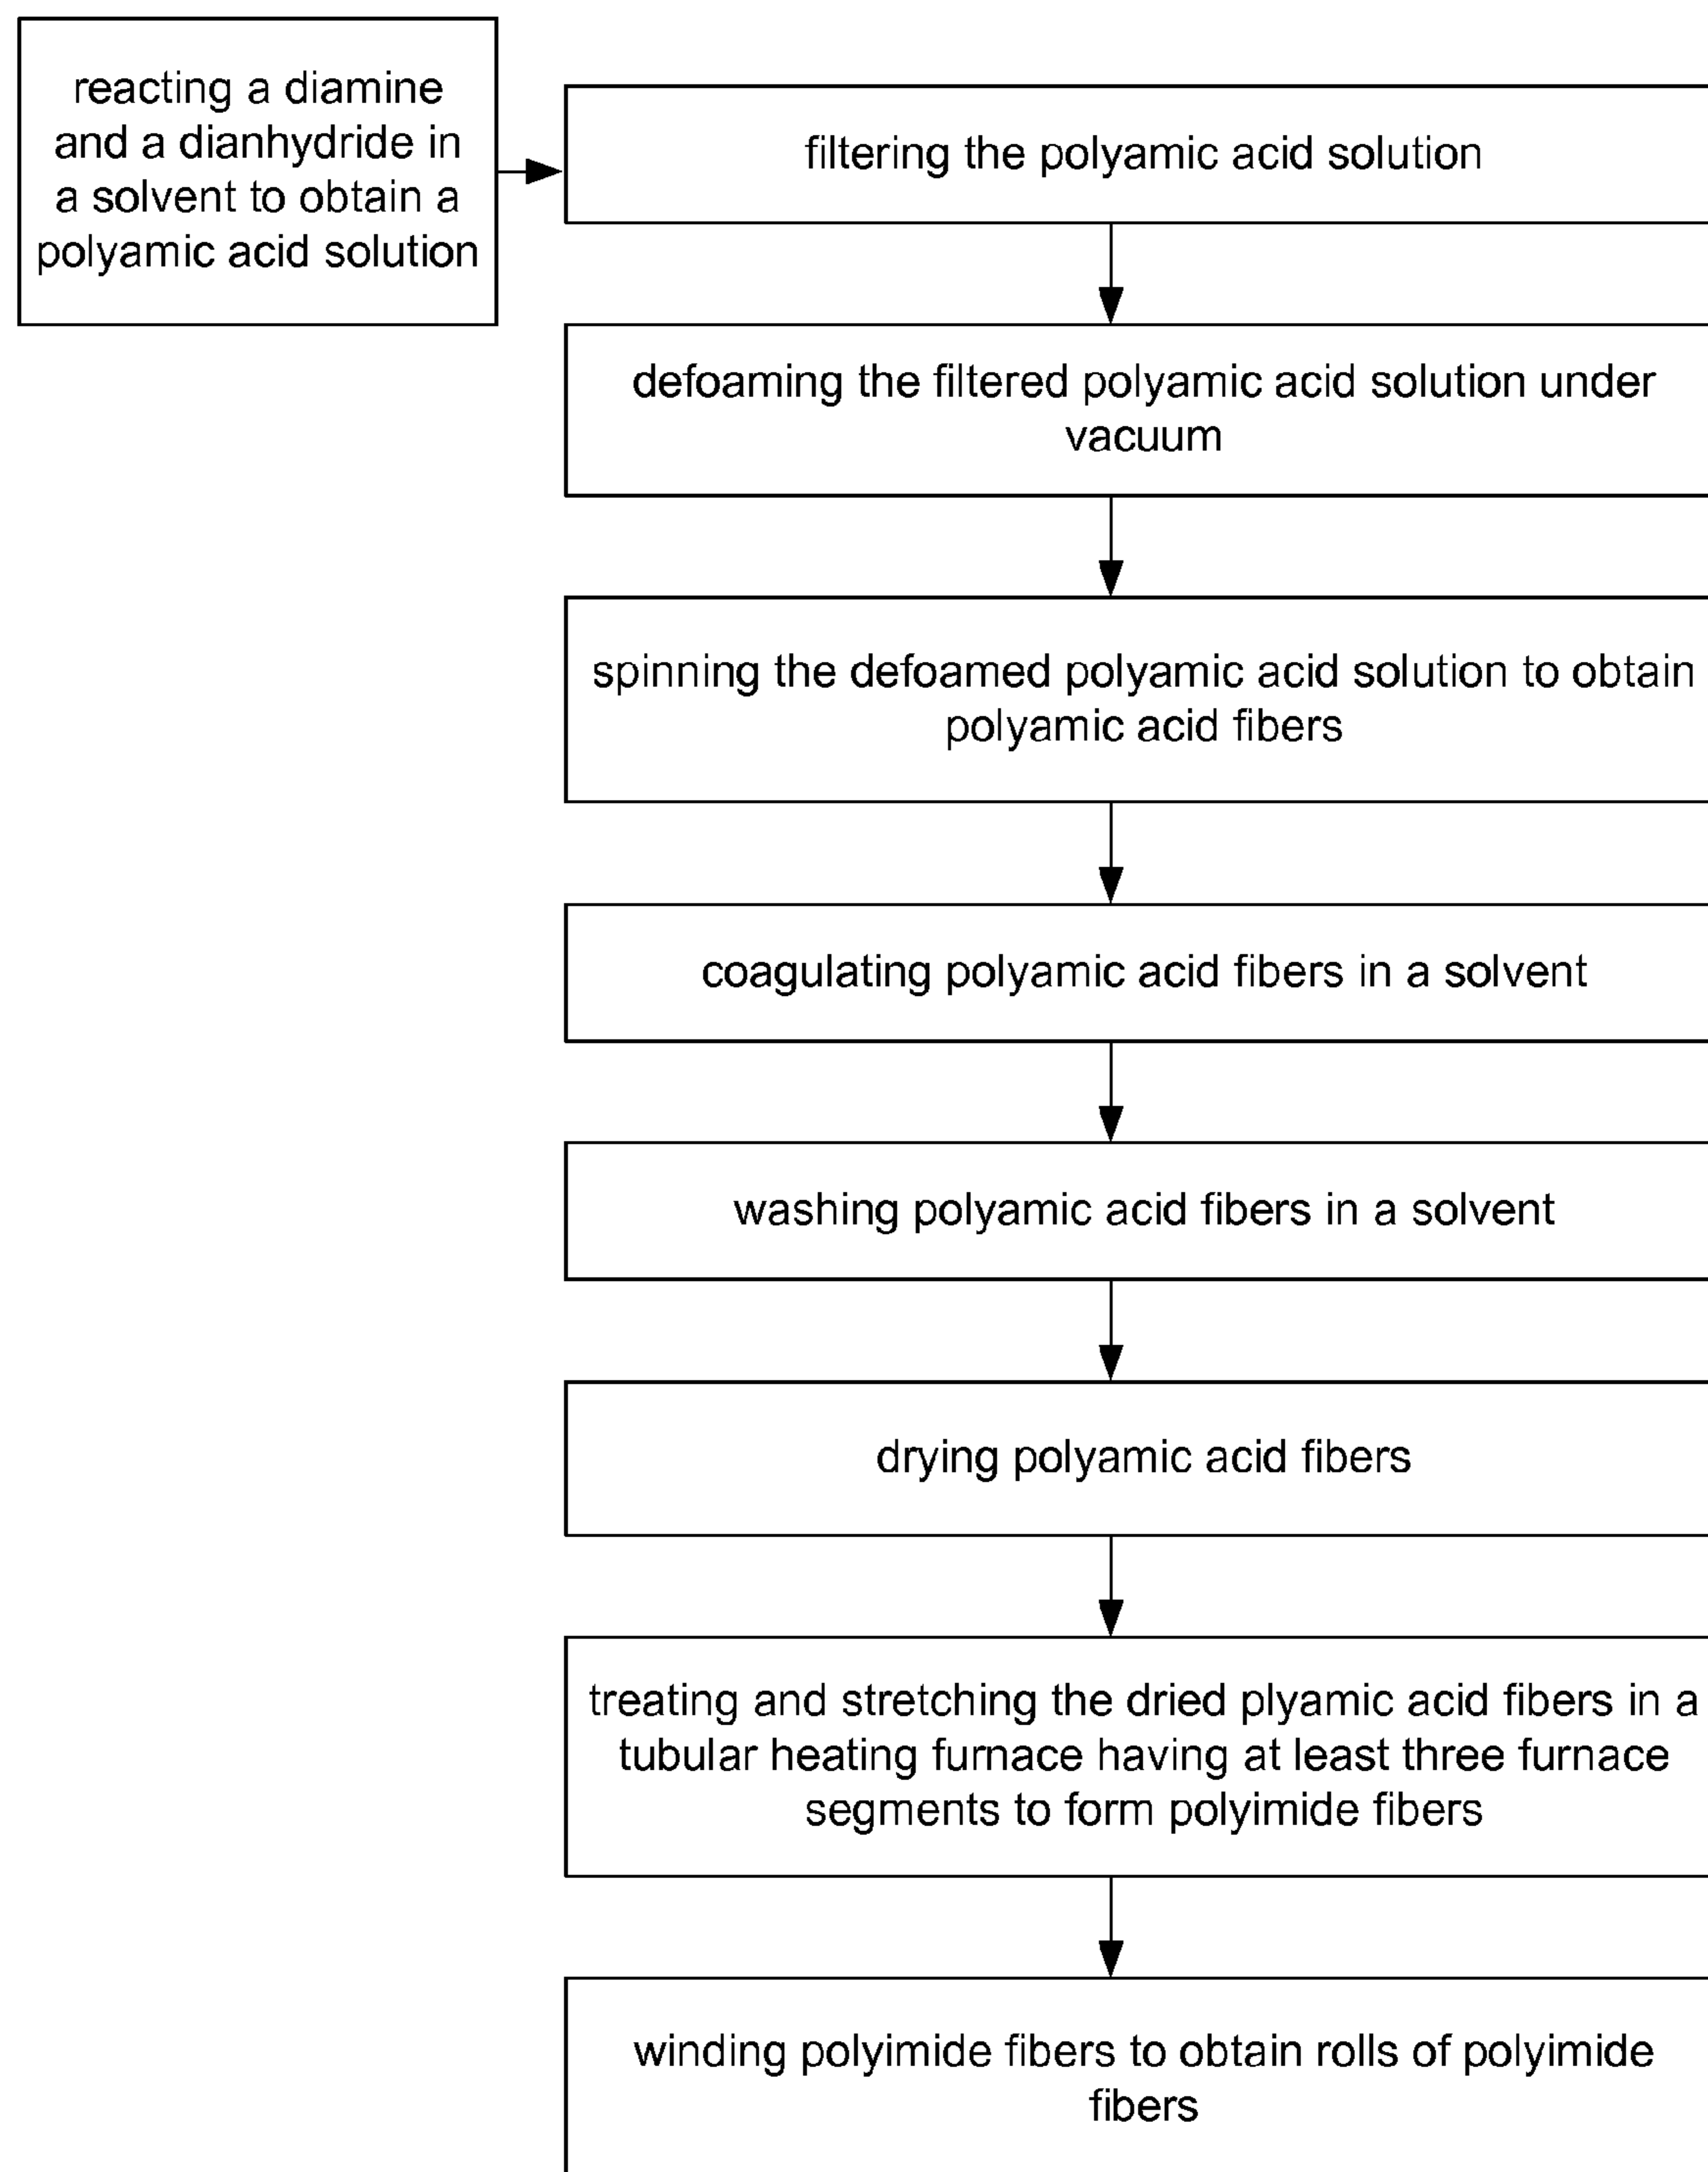 reacting a diamine
and a dianhydride in
a solvent to obtain a
polyamic acid solution
filtering the polyamic acid solution
defoaming the filtered polyamic acid solution under
vacuum
spinning the defoamed polyamic acid solution to obtain
polyamic acid fibers
coagulating polyamic acid fibers in a solvent
washing polyamic acid fibers in a solvent
drying polyamic acid fibers
treating and stretching the dried plyamic acid fibers in a
tubular heating furnace having at least three furnace
segments to form polyimide fibers
winding polyimide fibers to obtain rolls of polyimide
fibers